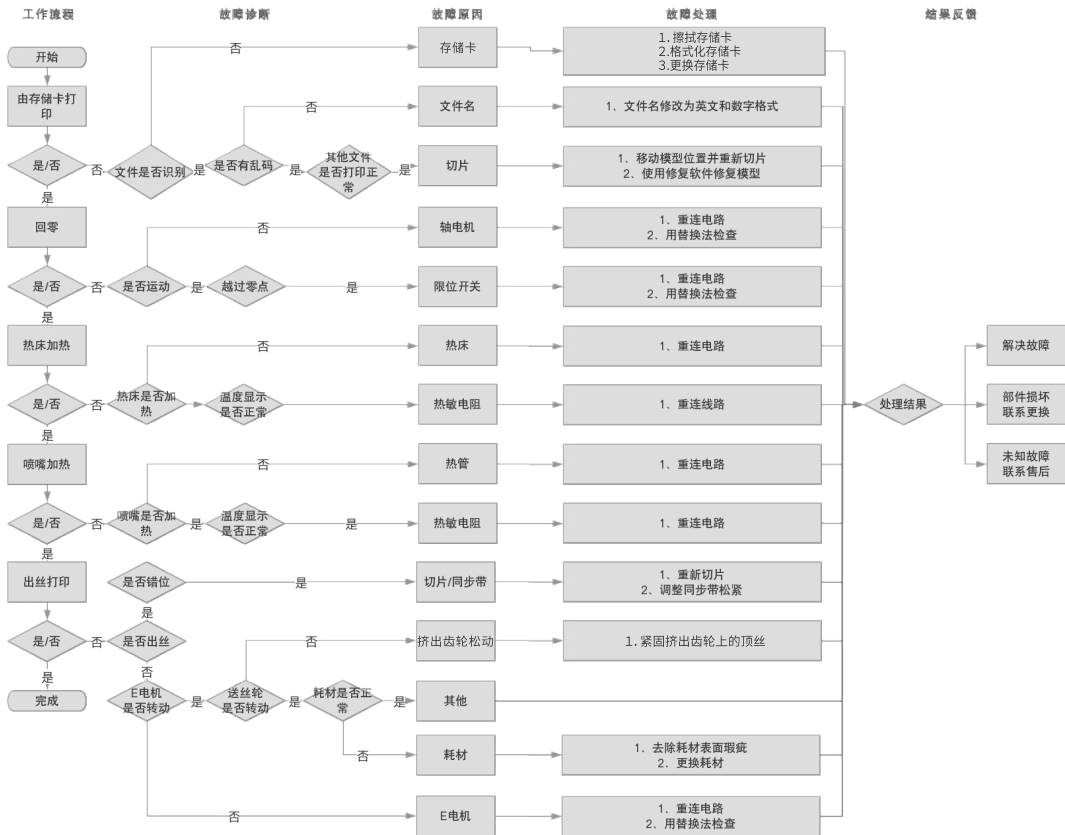 工作流程
故障诊断
故障原因
故障处理
结果反馈
开始
否
存储卡
1.擦拭存储卡
2.格式化存储卡
3.更换存储卡
由存储卡打
印
否
文件名
1、文件名修改为英文和数字格式
是/否
否
文件是否识别
是
是否有乱码
是
其他文件
是否打印正
常
是
切片
1、移动模型位置并重新切片
2、使用修复软件修复模型
是
回零
否
轴电机
1、重连电路
2、用替换法检查
是/否
否
是否运动
是
越过零点
是
限位开关
1、重连电路
2、用替换法检查
是
热床加热
否
热床
1、重连电路
解决故障
是/否
否
热床是否加
热
是
温度显示
是否正常
热敏电阻
1、重连线路
处理结果
部件损坏
联系更换
是
喷嘴加热
否
热管
1、重连电路
未知故障
联系售后
是/否
否
喷嘴是否加
热
是
温度显示
是否正常
是
热敏电阻
1、重连电路
是
出丝打印
是否错位
是
切片/同步带
1、重新切片
2、调整同步带松紧
是
是/否
否
是否出丝
否
挤出齿轮松动
1.紧固挤出齿轮上的顶丝
是
否
完成
E电机
是否转动
是
送丝轮
是否转动
是
耗材是否正
常
是
其他
否
耗材
1、去除耗材表面瑕疵
2、更换耗材
否
E电机
1、重连电路
2、用替换法检查